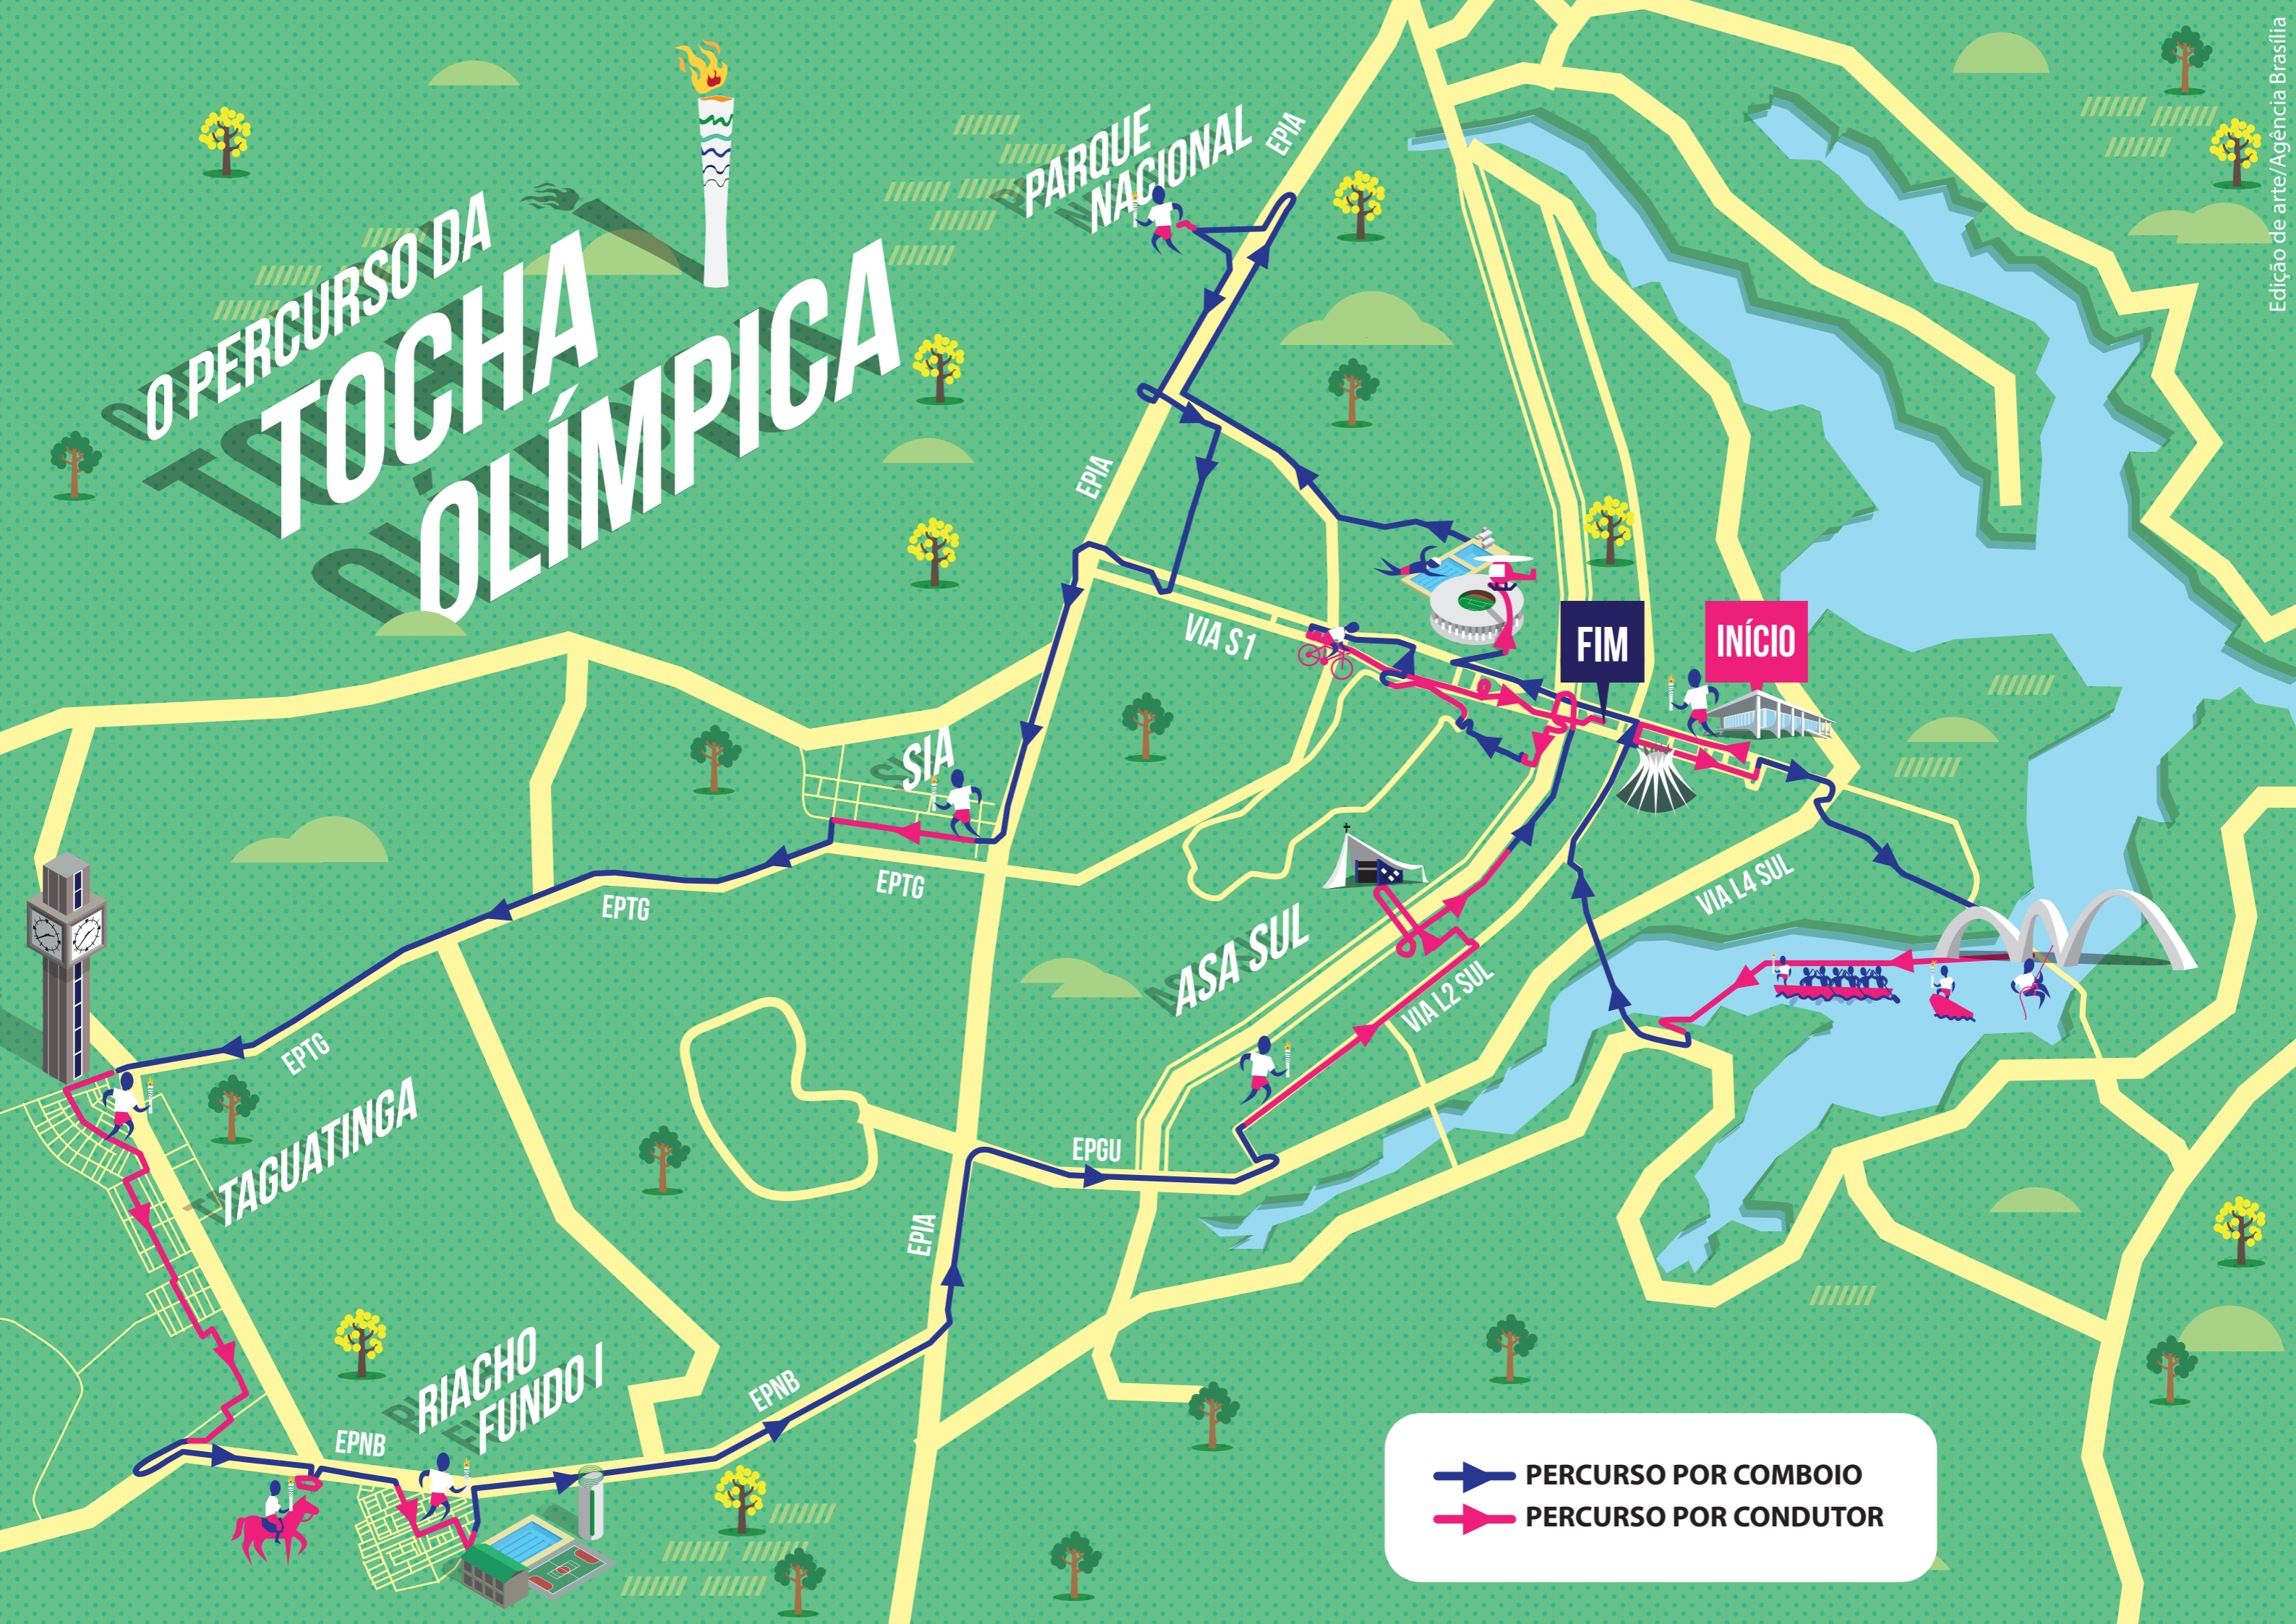 O PERCURSO DA
TOCHA
OLÍMPICA
PARQUE
NACIONAL
EPIA
Edição de arte/Agência Brasília
EPIA
VIA S1
FIM
INÍCIO
SIA
EPTG
EPTG
VIA L4 SUL
ASA SUL
VIA L2 SUL
EPTG
TAGUATINGA
EPGU
EPIA
RIACHO
FUNDO I
EPNB
EPNB
PERCURSO POR COMBOIO
PERCURSO POR CONDUTOR